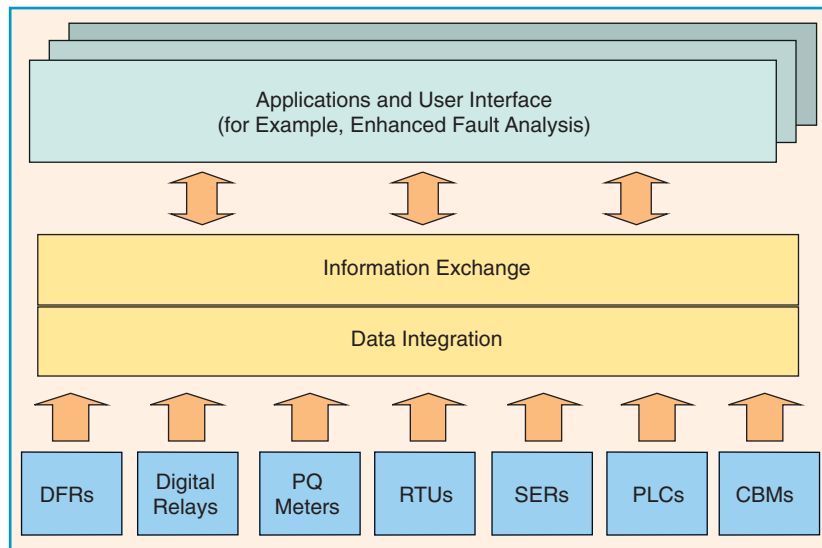 Applications and User Interface
(for Example, Enhanced Fault Analysis)
Information Exchange
Data Integration
DFRs
Digital
Relays
PQ
Meters
RTUs
SERs
PLCs
CBMs